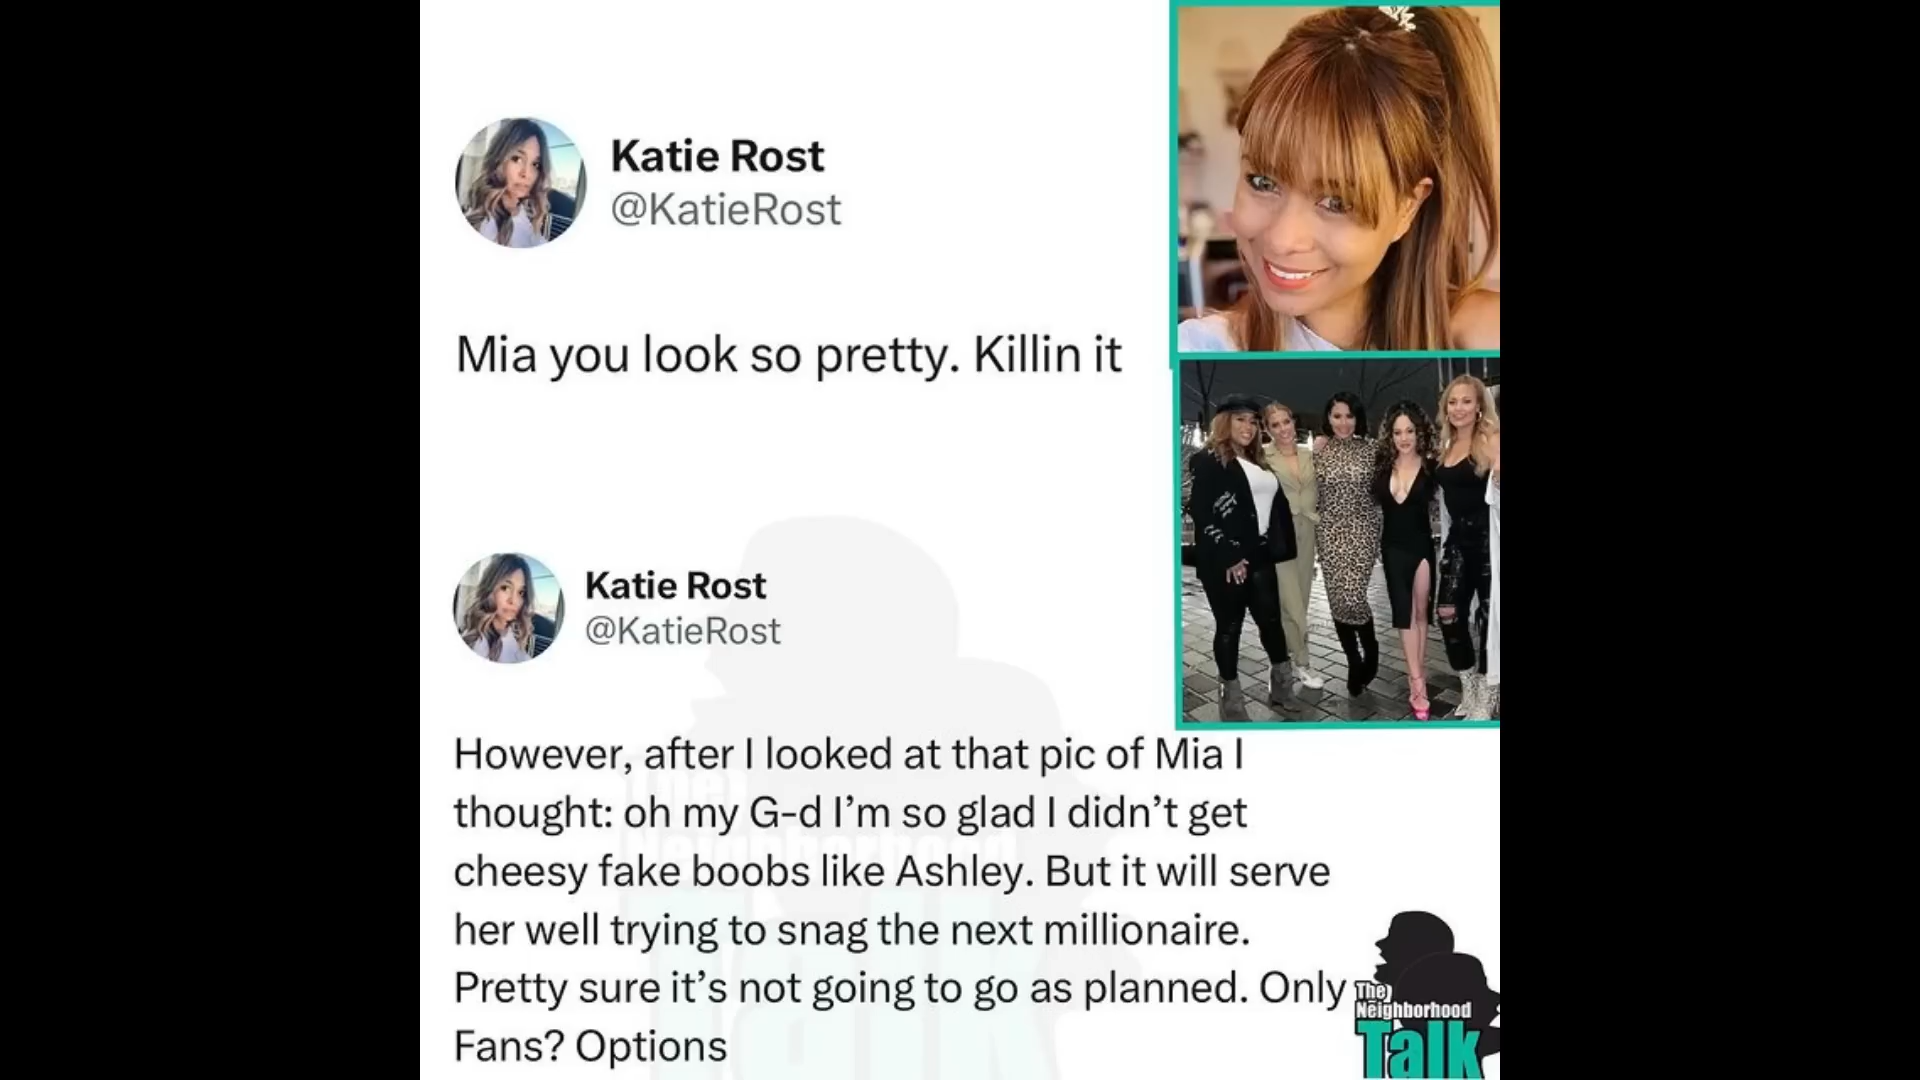 Katie Rost
@KatieRost
Mia you look so pretty. Killin it
Katie Rost
@KatieRost
However, after I looked at that pic of Mia I
thought: oh my G-d I’m so glad I didn’t get
cheesy fake boobs like Ashley. But it will serve
her well trying to snag the next millionaire.
Pretty sure it’s not going to go as planned. Only
Fans? Options
The
Neighborhood
Talk
The
Neighborhood
Talk